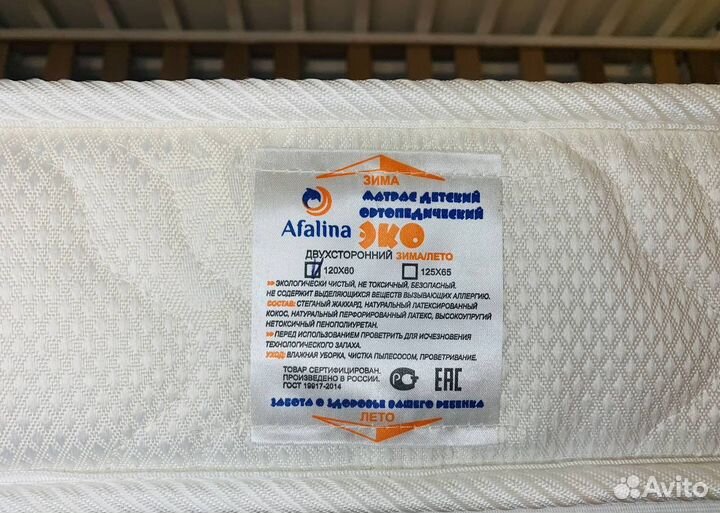 ЗИМА
МАТРАС ДЕТСКИЙ
ОРТОПЕДИЧЕСКИЙ
Afalina
ЭКО
ДВУХСТОРОННИЙ ЗИМА/ЛЕТО
120X60
125X65
»» ЭКОЛОГИЧЕСКИ ЧИСТЫЙ, НЕ ТОКСИЧНЫЙ, БЕЗОПАСНЫЙ.
НЕ СОДЕРЖИТ ВЫДЕЛЯЮЩИХСЯ ВЕЩЕСТВ ВЫЗЫВАЮЩИХ АЛЛЕРГИЮ.
СОСТАВ: СТЕГАНЫЙ ЖАККАРД, НАТУРАЛЬНЫЙ ЛАТЕКСИРОВАННЫЙ
КОКОС, НАТУРАЛЬНЫЙ ПЕРФОРИРОВАННЫЙ ЛАТЕКС, ВЫСОКОУПРУГИЙ
НЕТОКСИЧНЫЙ ПЕНОПОЛИУРЕТАН.
»» ПЕРЕД ИСПОЛЬЗОВАНИЕМ ПРОВЕТРИТЬ ДЛЯ ИСЧЕЗНОВЕНИЯ
ТЕХНОЛОГИЧЕСКОГО ЗАПАХА.
УХОД: ВЛАЖНАЯ УБОРКА, ЧИСТКА ПЫЛЕСОСОМ, ПРОВЕТРИВАНИЕ.
ТОВАР СЕРТИФИЦИРОВАН.
ПРОИЗВЕДЕНО В РОССИИ.
ГОСТ 19917-2014
РСТ EAC
ЗАБОТА О ЗДОРОВЬЕ ВАШЕГО РЕБЕНКА
ЛЕТО
Avito